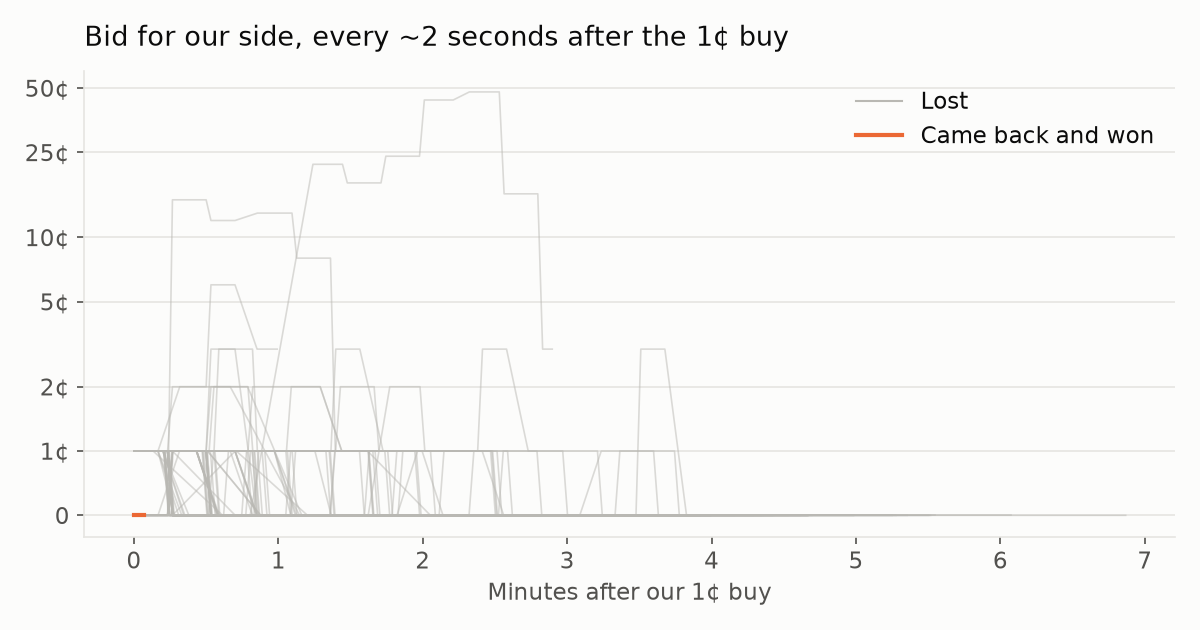 Bid for our side, every ~2 seconds after the 1¢ buy
50¢
25¢
10¢
5¢
2¢
1¢
0
Lost
Came back and won
0 1 2 3 4 5 6 7
Minutes after our 1¢ buy